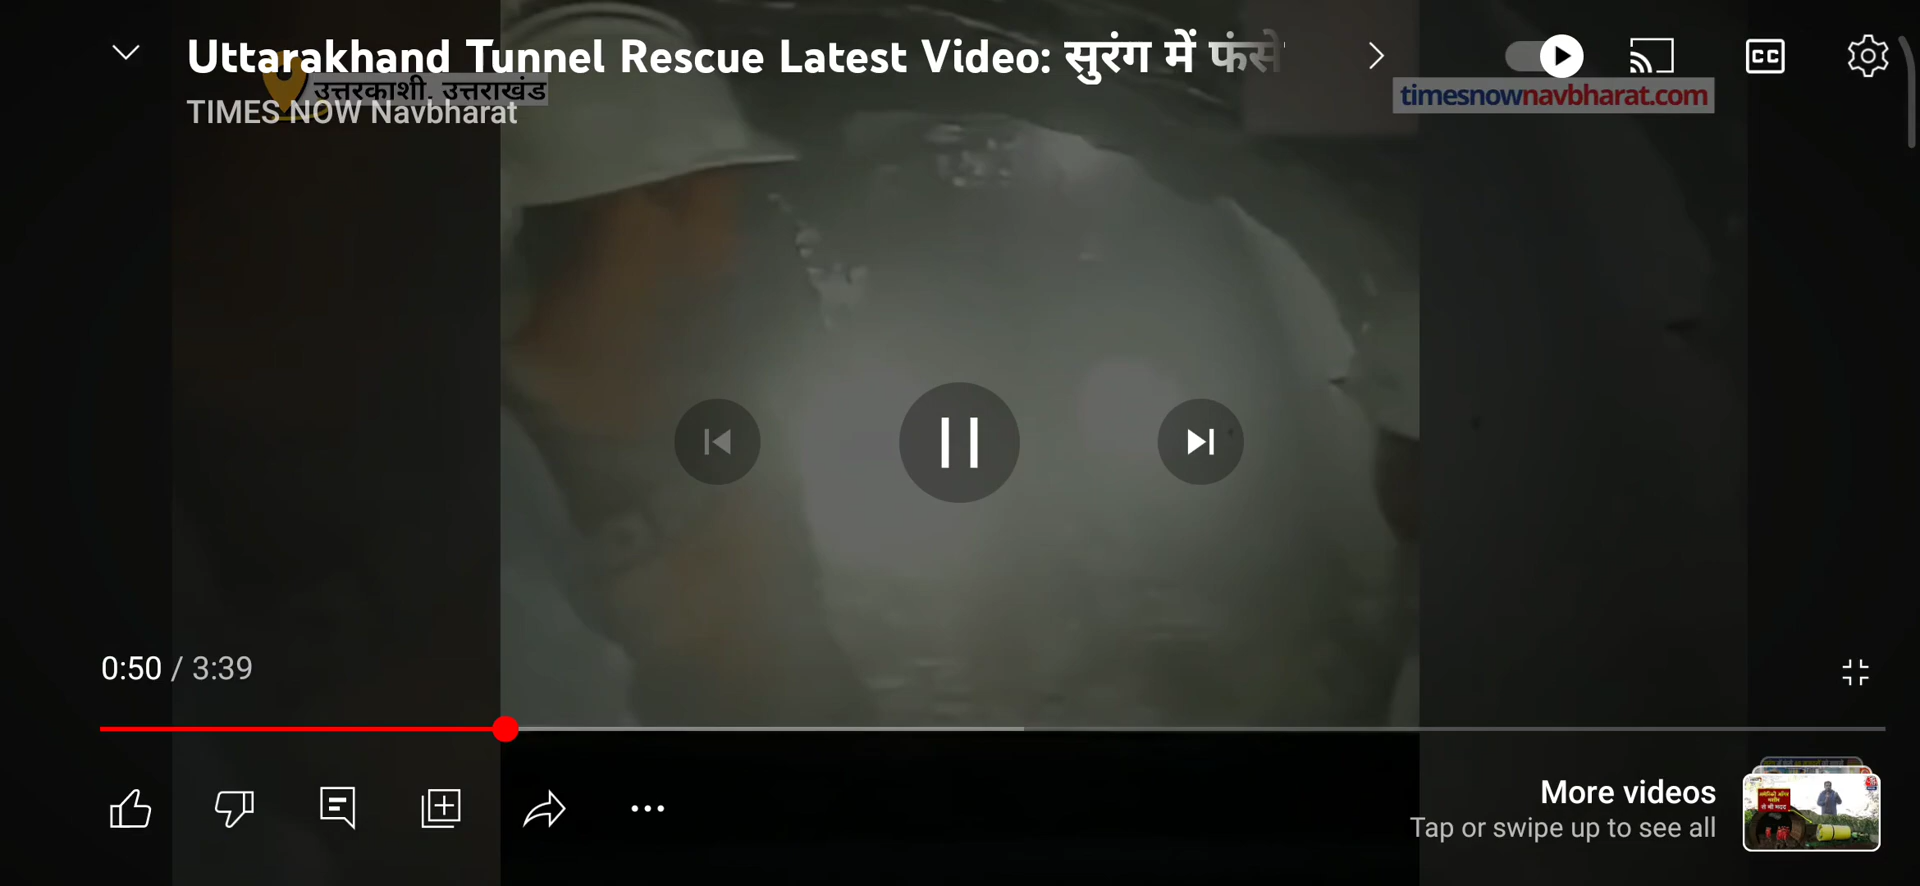 Uttarakhand Tunnel Rescue Latest Video: सुरंग में फंसे
उत्तरकाशी, उत्तराखंड
TIMES NOW Navbharat
CC
timesnownavbharat.com
0:50 / 3:39
More videos
Tap or swipe up to see all